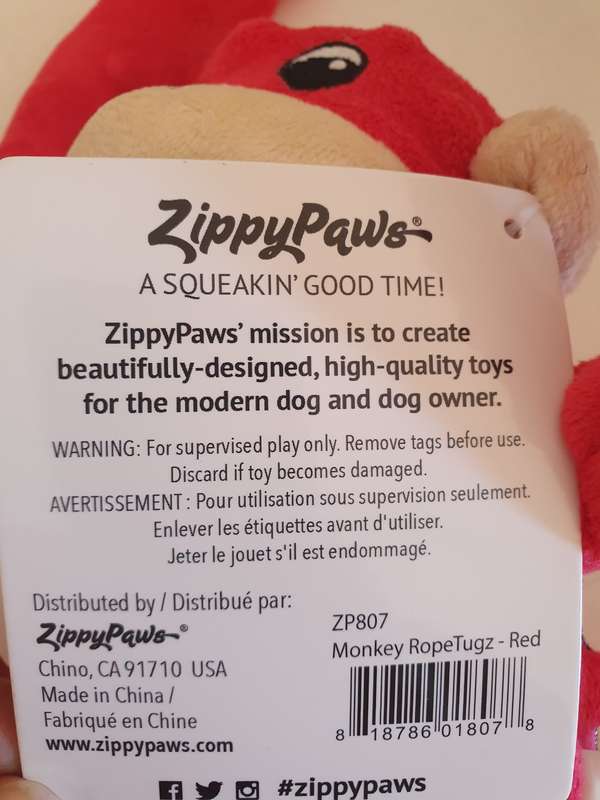 ZippyPaws®
A SQUEAKIN' GOOD TIME!
ZippyPaws' mission is to create
beautifully-designed, high-quality toys
for the modern dog and dog owner.
WARNING: For supervised play only. Remove tags before use.
Discard if toy becomes damaged.
AVERTISSEMENT : Pour utilisation sous supervision seulement.
Enlever les étiquettes avant d'utiliser.
Jeter le jouet s'il est endommagé.
Distributed by / Distribué par:
ZippyPaws®
Chino, CA 91710 USA
Made in China /
Fabriqué en Chine
www.zippypaws.com
ZP807
Monkey RopeTugz - Red
8 18786 01807 8
#zippypaws